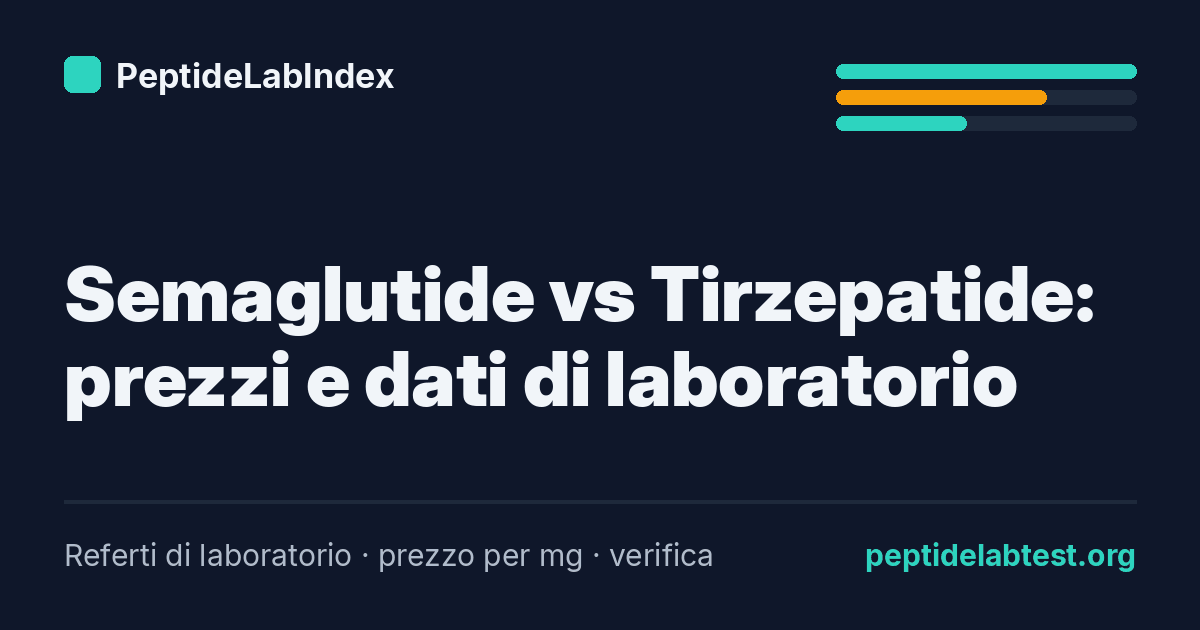 PeptideLabIndex
Semaglutide vs Tirzepatide:
prezzi e dati di laboratorio
Referti di laboratorio · prezzo per mg · verifica
peptidelabtest.org